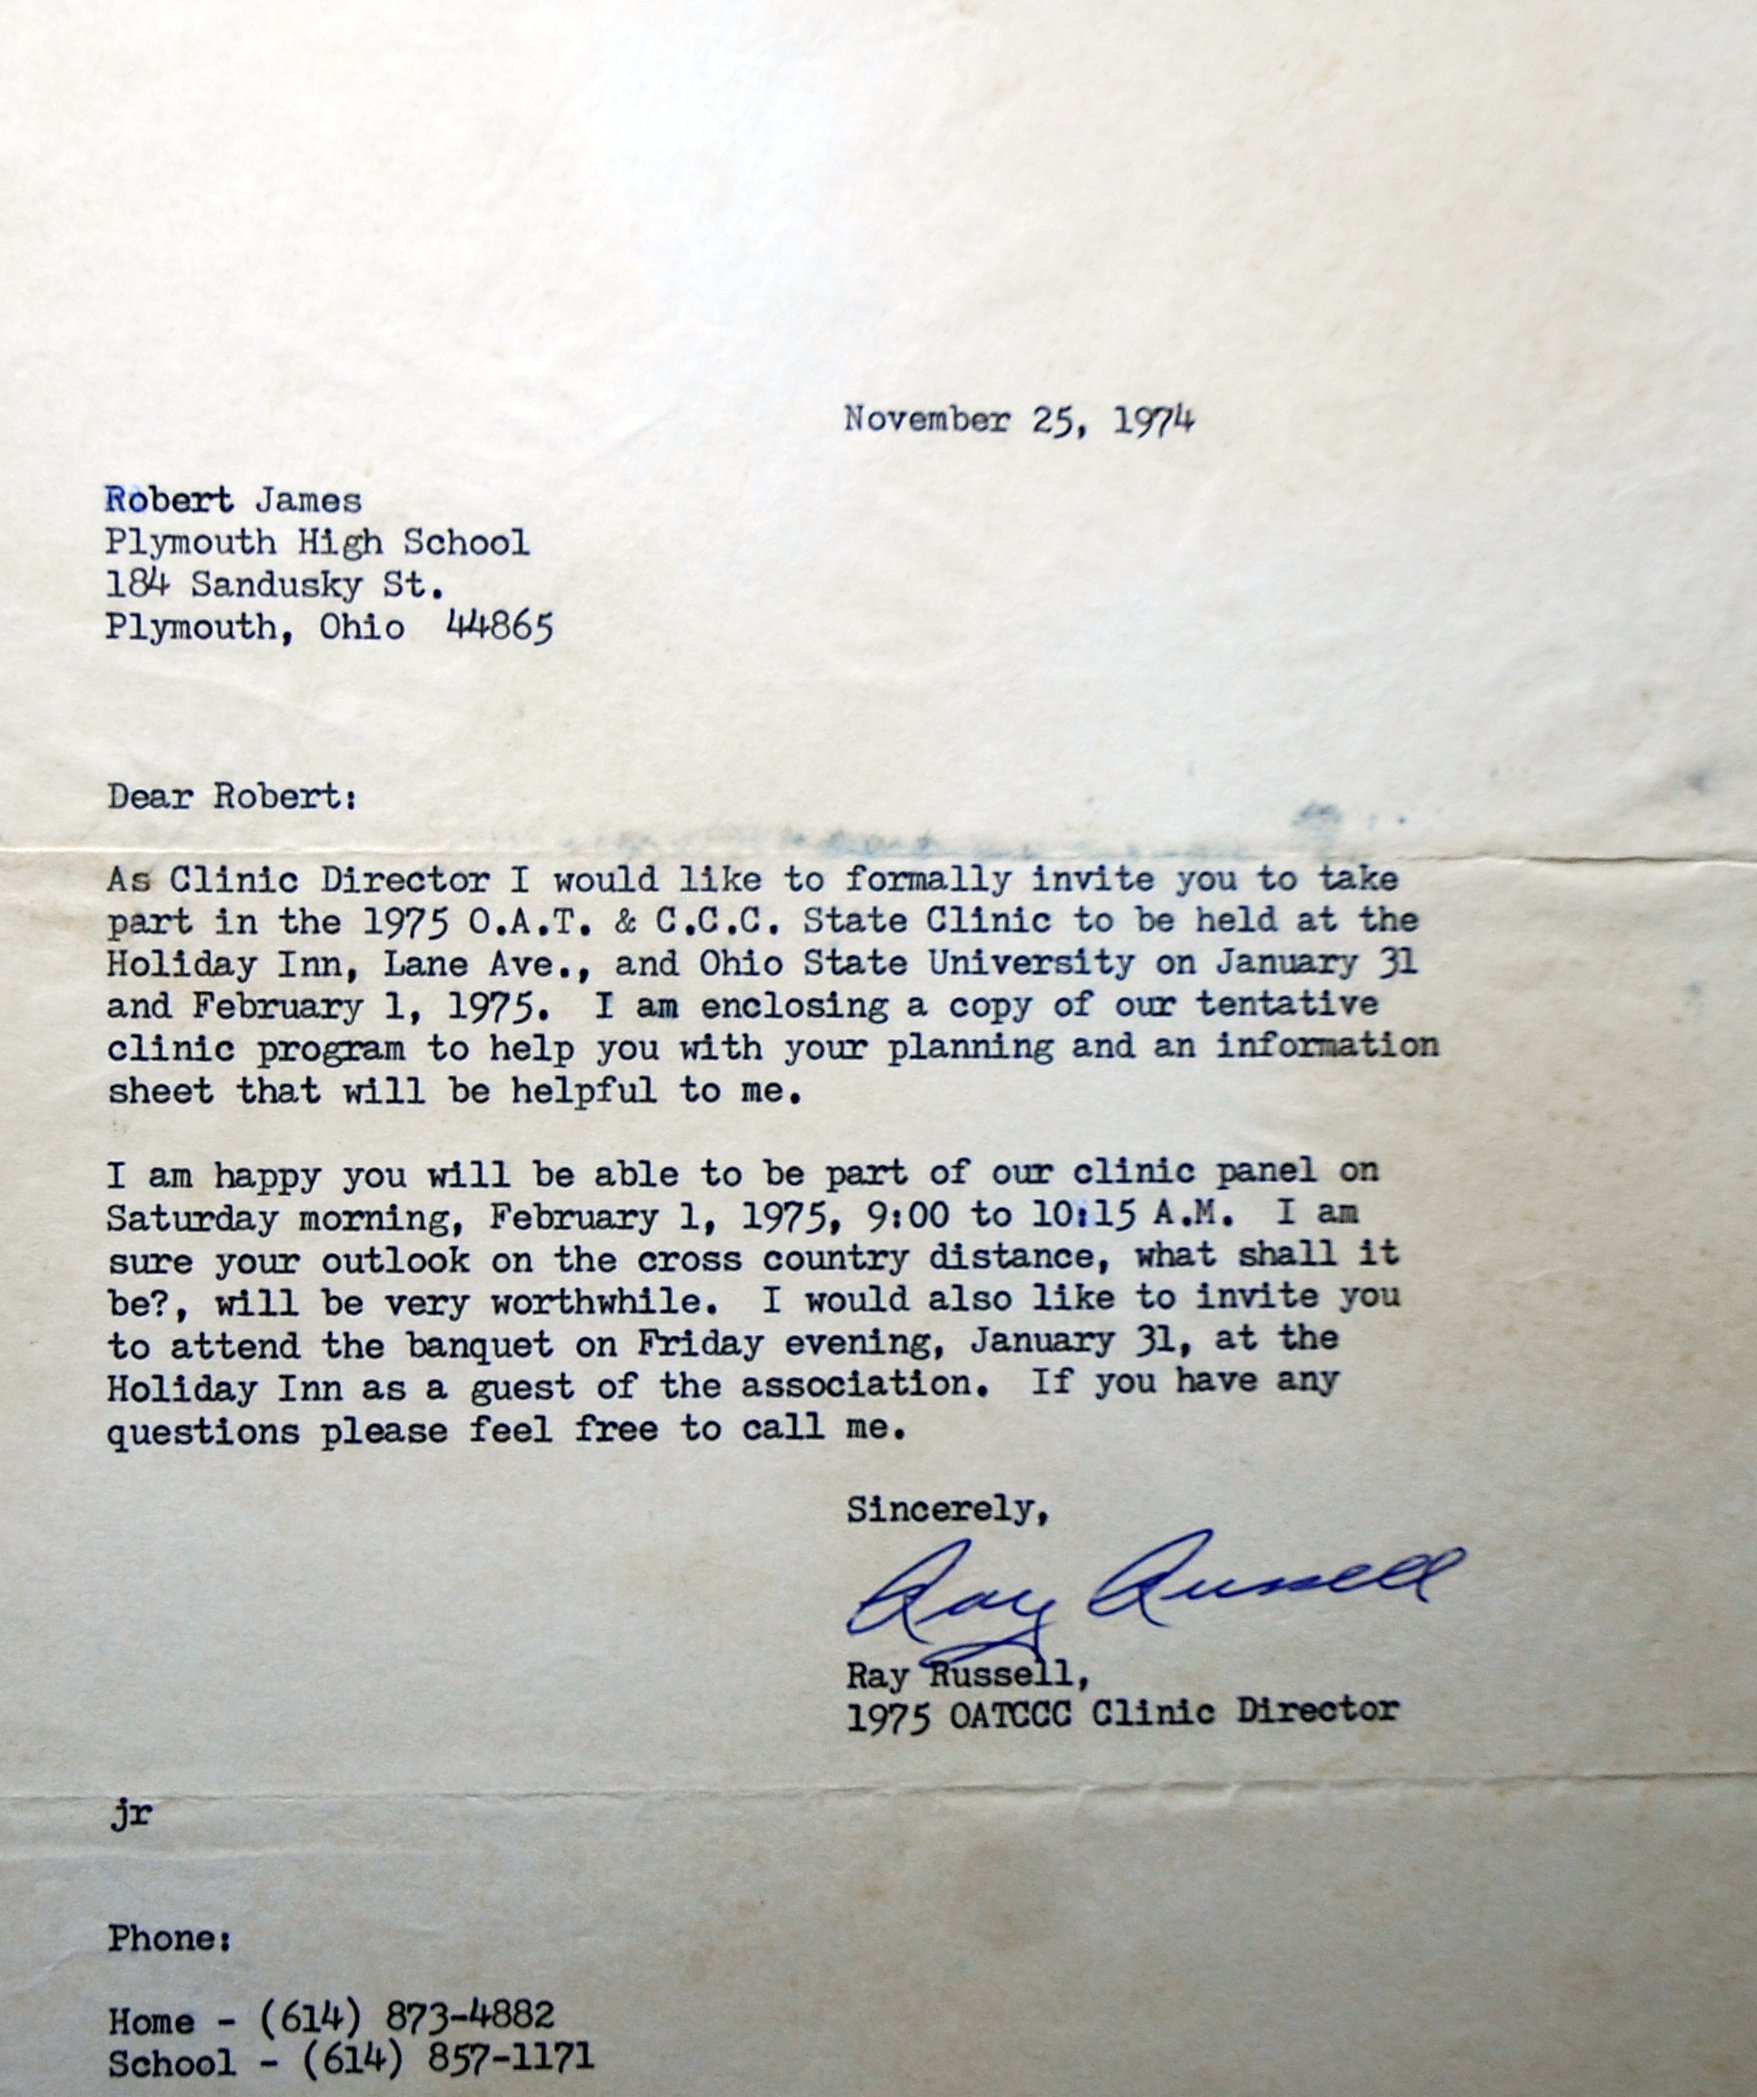 November 25, 1974
Robert James
Plymouth High School
184 Sandusky St.
Plymouth, Ohio  44865
Dear Robert:
As Clinic Director I would like to formally invite you to take
part in the 1975 O.A.T. & C.C.C. State Clinic to be held at the
Holiday Inn, Lane Ave., and Ohio State University on January 31
and February 1, 1975.  I am enclosing a copy of our tentative
clinic program to help you with your planning and an information
sheet that will be helpful to me.
I am happy you will be able to be part of our clinic panel on
Saturday morning, February 1, 1975, 9:00 to 10:15 A.M.  I am
sure your outlook on the cross country distance, what shall it
be?, will be very worthwhile.  I would also like to invite you
to attend the banquet on Friday evening, January 31, at the
Holiday Inn as a guest of the association.  If you have any
questions please feel free to call me.
Sincerely,
Ray Russell
Ray Russell,
1975 OATCCC Clinic Director
jr
Phone:
Home - (614) 873-4882
School - (614) 857-1171